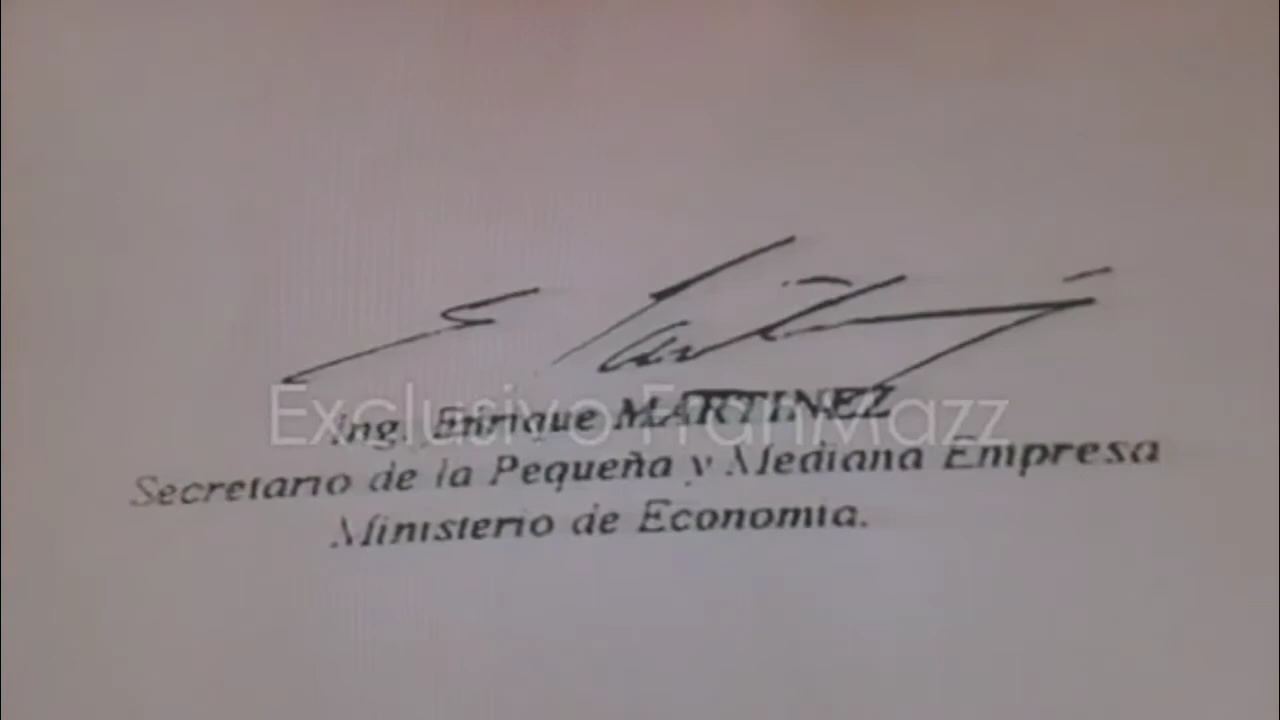 Ing. Enrique MARTINEZ
Exclusivo FranMazz
Secretario de la Pequeña y Mediana Empresa
Ministerio de Economia.